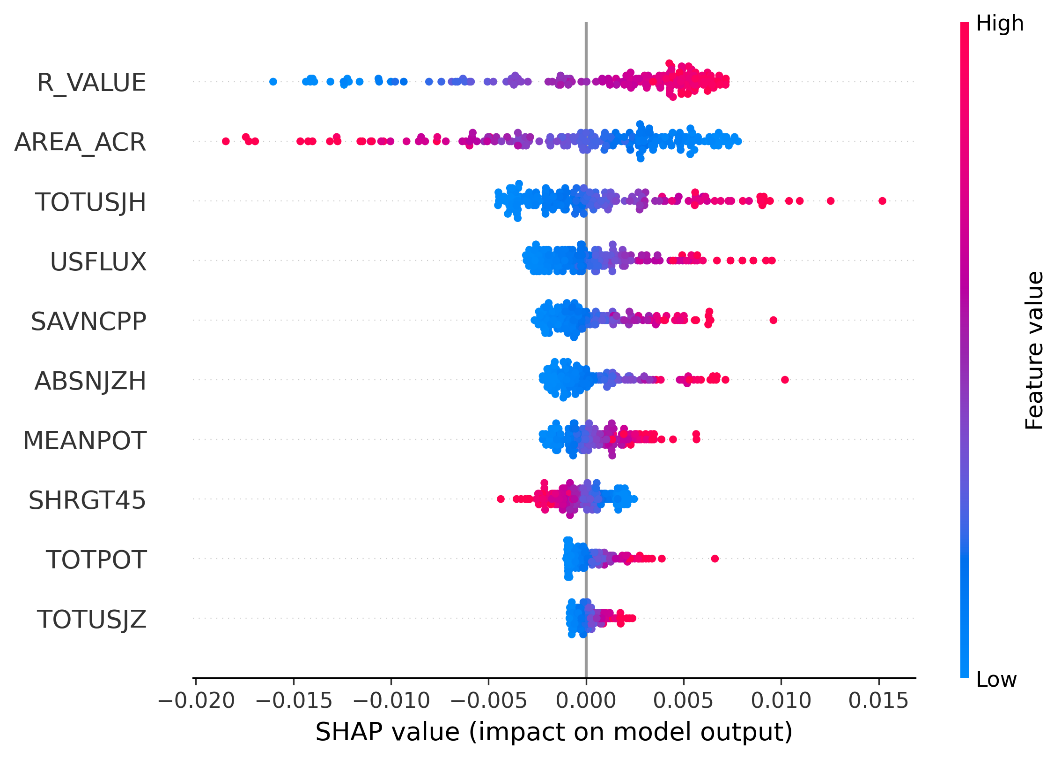 High
R_VALUE
AREA_ACR
TOTUSJH
USFLUX
SAVNCPP
ABSNJZH
MEANPOT
SHRGT45
TOTPOT
TOTUSJZ
Feature value
Low
−0.020 −0.015 −0.010 −0.005 0.000 0.005 0.010 0.015
SHAP value (impact on model output)